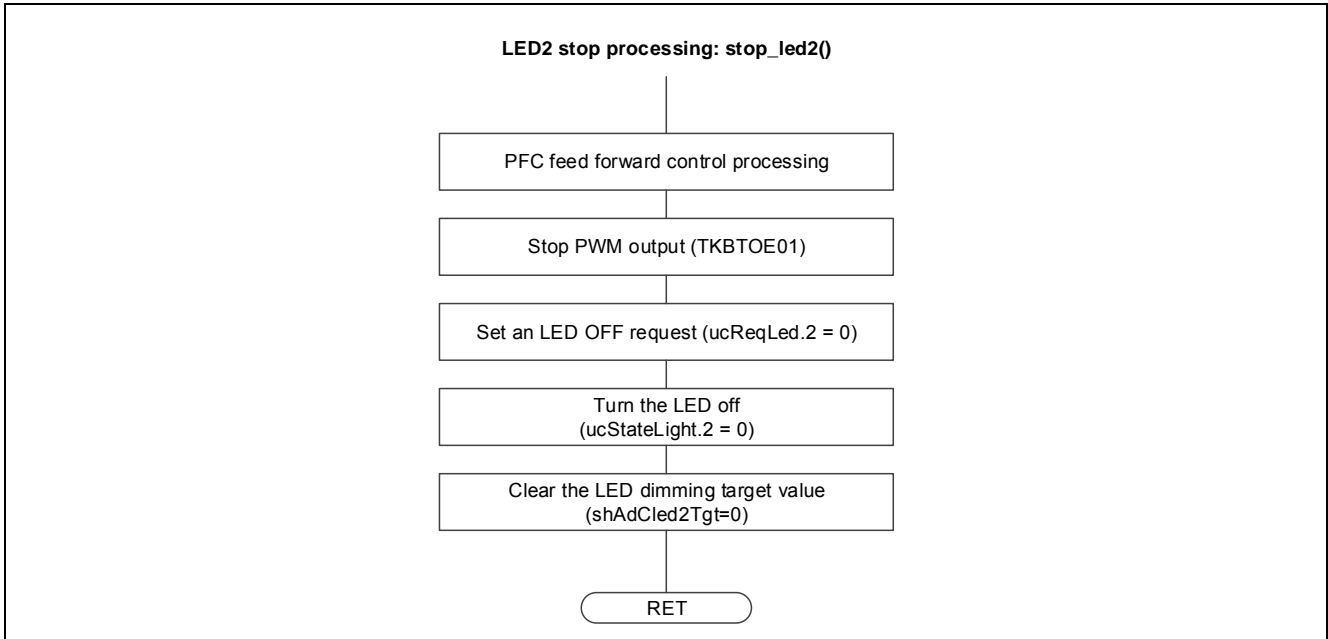 LED2 stop processing: stop_led2()
PFC feed forward control processing
Stop PWM output (TKBTOE01)
Set an LED OFF request (ucReqLed.2 = 0)
Turn the LED off
(ucStateLight.2 = 0)
Clear the LED dimming target value
(shAdCled2Tgt=0)
RET